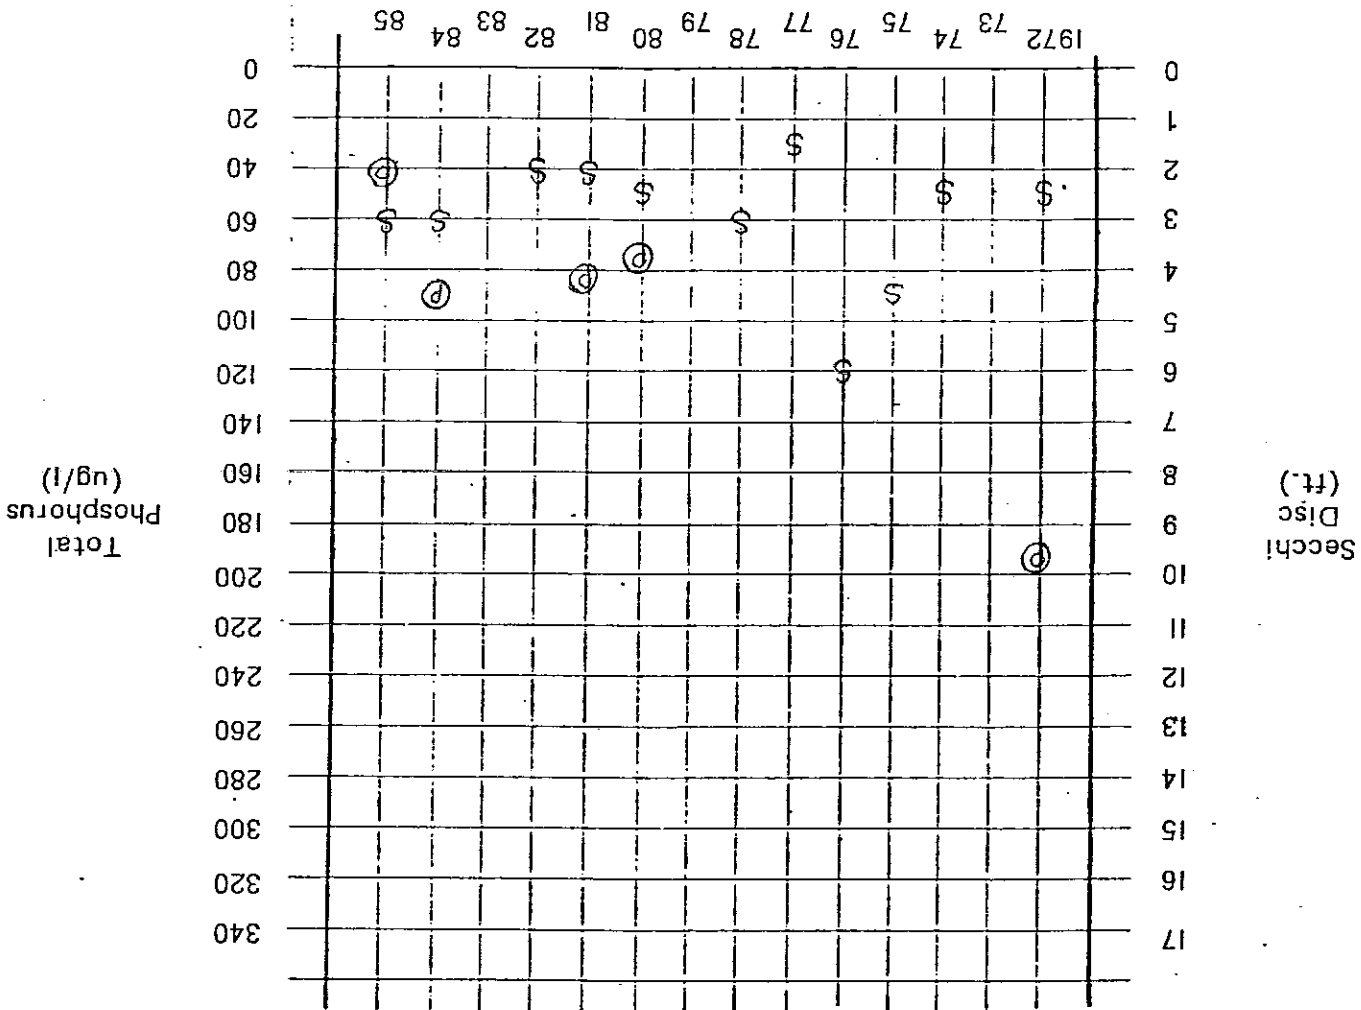 17 340
16 320
15 300
14 280
13 260
12 240
11 220
10 200
P
Secchi Total
Disc Phosphorus
(ft.) (ug/l)
9 180
8 160
7 140
6 S 120
5 100
S P
4 P 80
P
3 S S S 60
S S S
2 S S P 40
S
1 20
0 0
1972 73 74 75 76 77 78 79 80 81 82 83 84 85